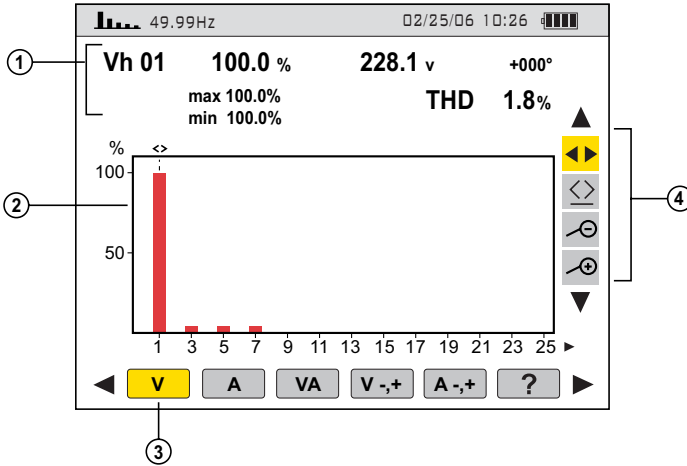 49.99Hz 02/25/06 10:26
1
Vh 01 100.0 % 228.1 v +000°
max 100.0% THD 1.8%
min 100.0%
% <>
100
<>
2
4
50
1 3 5 7 9 11 13 15 17 19 21 23 25
V A VA V -,+ A -,+ ?
3